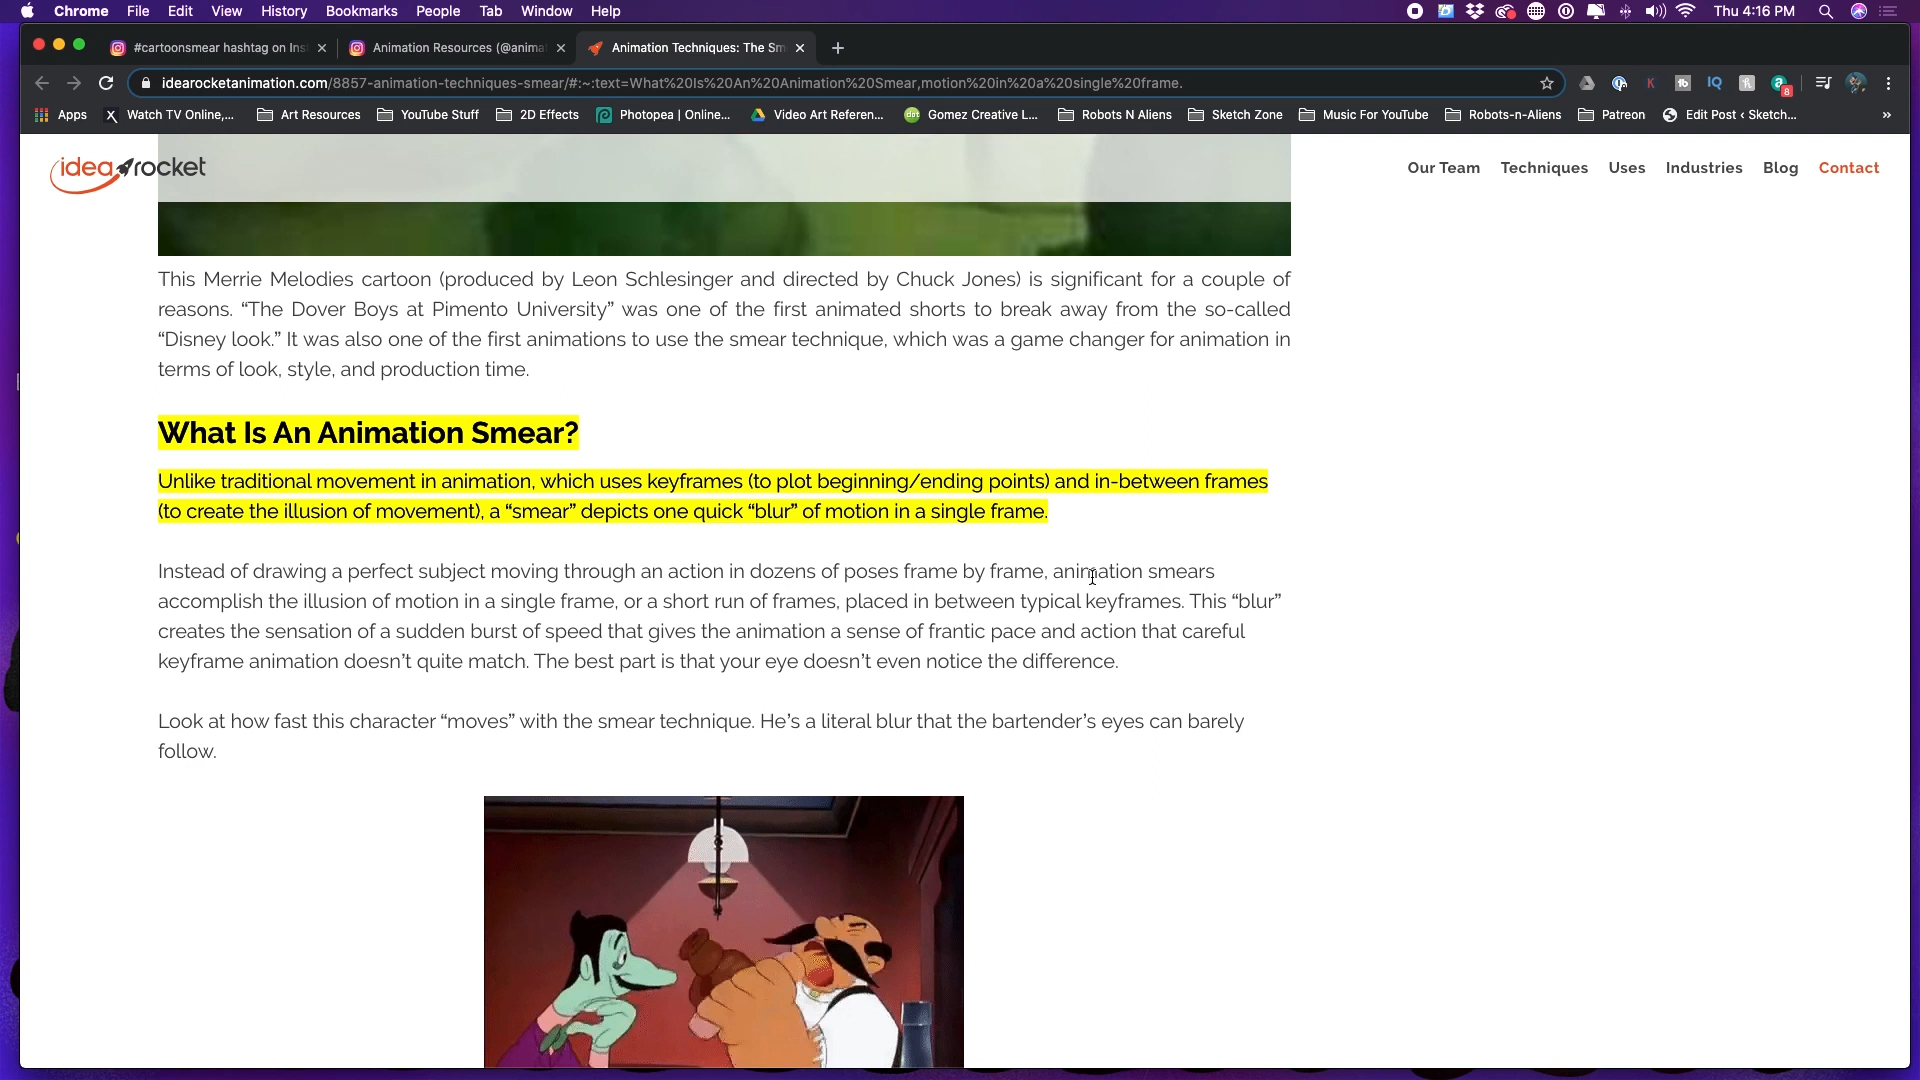 Chrome File Edit View History Bookmarks People Tab Window Help Thu 4:16 PM
#cartoonsmear hashtag on Ins Animation Resources (@anima Animation Techniques: The Sm
idearocketanimation.com/8857-animation-techniques-smear/#:~:text=What%20Is%20An%20Animation%20Smear,motion%20in%20a%20single%20frame. K tb IQ 8
Apps Watch TV Online,... Art Resources YouTube Stuff 2D Effects Photopea | Online... Video Art Referen... Gomez Creative L... Robots N Aliens Sketch Zone Music For YouTube Robots-n-Aliens Patreon Edit Post ‹ Sketch... »
idea rocket Our Team Techniques Uses Industries Blog Contact
This Merrie Melodies cartoon (produced by Leon Schlesinger and directed by Chuck Jones) is significant for a couple of
reasons. “The Dover Boys at Pimento University” was one of the first animated shorts to break away from the so-called
“Disney look.” It was also one of the first animations to use the smear technique, which was a game changer for animation in
terms of look, style, and production time.
What Is An Animation Smear?
Unlike traditional movement in animation, which uses keyframes (to plot beginning/ending points) and in-between frames
(to create the illusion of movement), a “smear” depicts one quick “blur” of motion in a single frame.
Instead of drawing a perfect subject moving through an action in dozens of poses frame by frame, animation smears
accomplish the illusion of motion in a single frame, or a short run of frames, placed in between typical keyframes. This “blur”
creates the sensation of a sudden burst of speed that gives the animation a sense of frantic pace and action that careful
keyframe animation doesn’t quite match. The best part is that your eye doesn’t even notice the difference.
Look at how fast this character “moves” with the smear technique. He’s a literal blur that the bartender’s eyes can barely
follow.